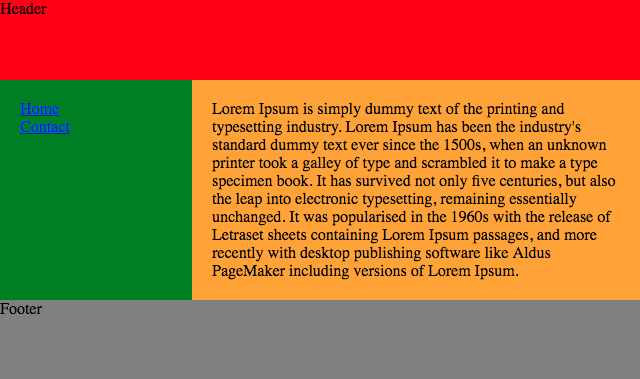 Header
Home
Contact
Lorem Ipsum is simply dummy text of the printing and
typesetting industry. Lorem Ipsum has been the industry's
standard dummy text ever since the 1500s, when an unknown
printer took a galley of type and scrambled it to make a type
specimen book. It has survived not only five centuries, but also
the leap into electronic typesetting, remaining essentially
unchanged. It was popularised in the 1960s with the release of
Letraset sheets containing Lorem Ipsum passages, and more
recently with desktop publishing software like Aldus
PageMaker including versions of Lorem Ipsum.
Footer